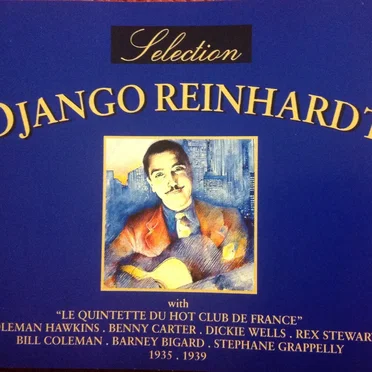 Selection
DJANGO REINHARDT
with
"LE QUINTETTE DU HOT CLUB DE FRANCE"
OLEMAN HAWKINS . BENNY CARTER . DICKIE WELLS . REX STEWAR
BILL COLEMAN . BARNEY BIGARD . STEPHANE GRAPPELLY
1935 . 1939